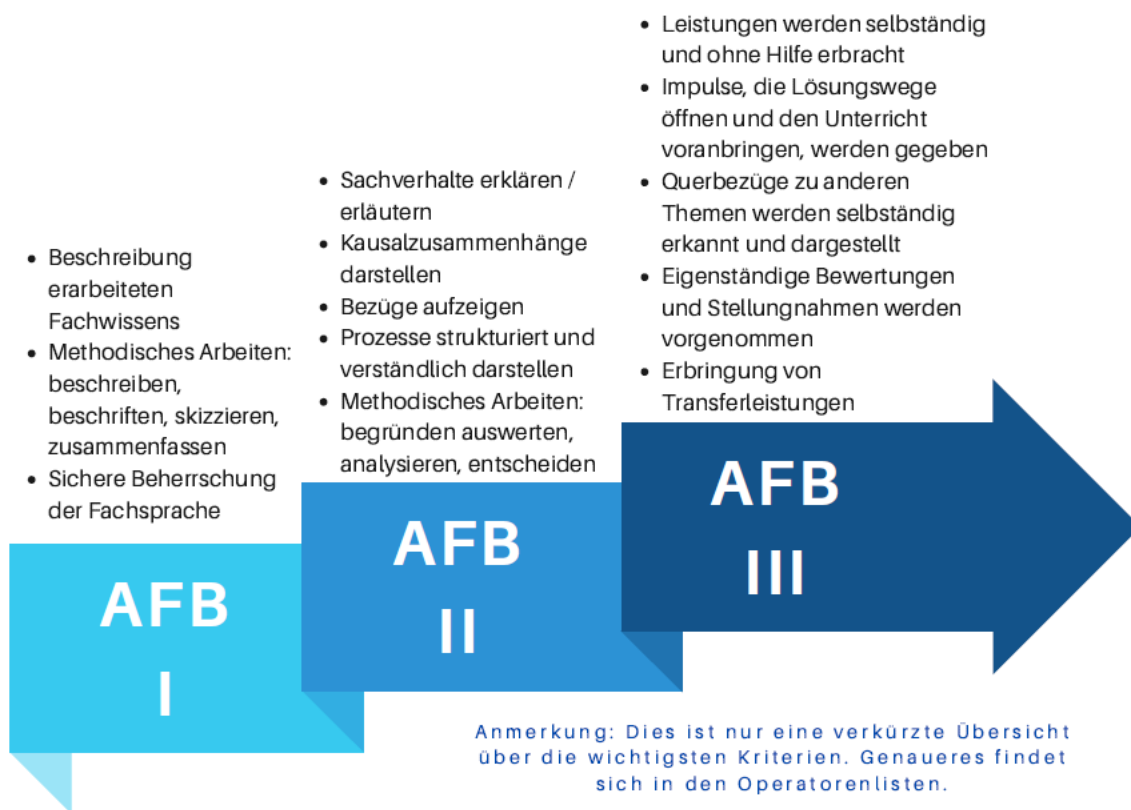 • Beschreibung
erarbeiteten
Fachwissens
• Methodisches Arbeiten:
beschreiben,
beschriften, skizzieren,
zusammenfassen
• Sichere Beherrschung
der Fachsprache
AFB
I
• Sachverhalte erklären /
erläutern
• Kausalzusammenhänge
darstellen
• Bezüge aufzeigen
• Prozesse strukturiert und
verständlich darstellen
• Methodisches Arbeiten:
begründen auswerten,
analysieren, entscheiden
AFB
II
• Leistungen werden selbständig
und ohne Hilfe erbracht
• Impulse, die Lösungswege
öffnen und den Unterricht
voranbringen, werden gegeben
• Querbezüge zu anderen
Themen werden selbständig
erkannt und dargestellt
• Eigenständige Bewertungen
und Stellungnahmen werden
vorgenommen
• Erbringung von
Transferleistungen
AFB
III
Anmerkung: Dies ist nur eine verkürzte Übersicht
über die wichtigsten Kriterien. Genaueres findet
sich in den Operatorenlisten.